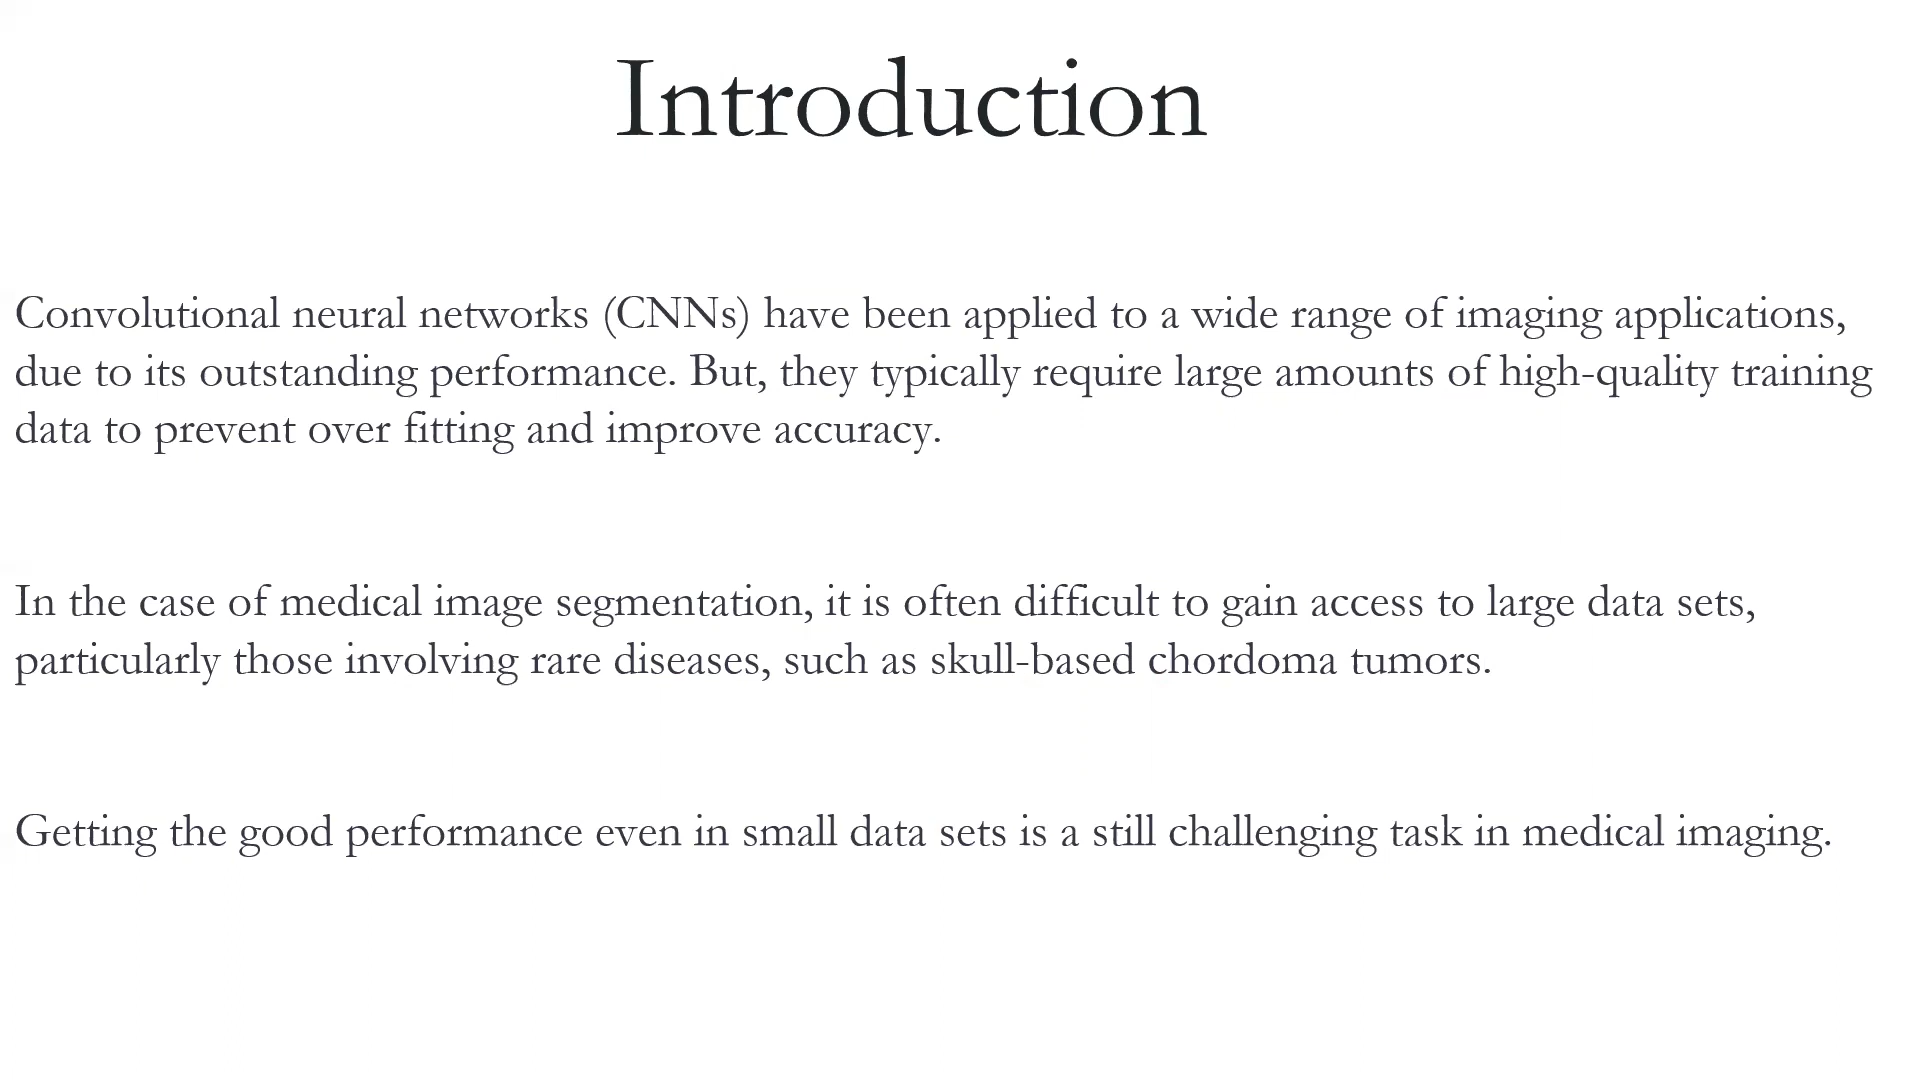 Introduction
Convolutional neural networks (CNNs) have been applied to a wide range of imaging applications,
due to its outstanding performance. But, they typically require large amounts of high-quality training
data to prevent over fitting and improve accuracy.
In the case of medical image segmentation, it is often difficult to gain access to large data sets,
particularly those involving rare diseases, such as skull-based chordoma tumors.
Getting the good performance even in small data sets is a still challenging task in medical imaging.